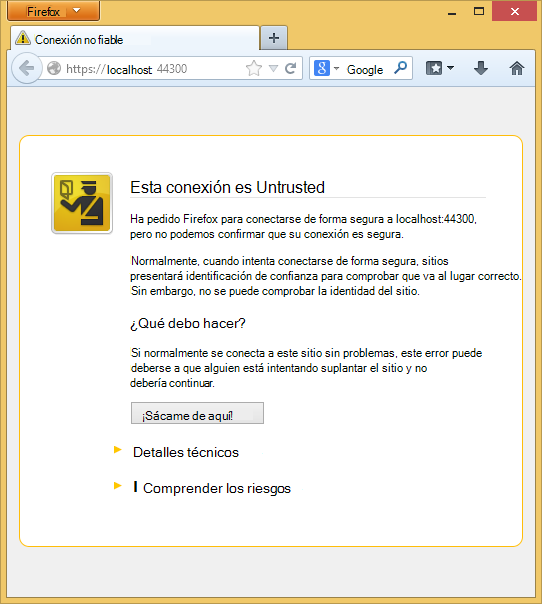 Firefox
Conexión no fiable
https://localhost 44300
Google
Esta conexión es Untrusted
Ha pedido Firefox para conectarse de forma segura a localhost:44300,
pero no podemos confirmar que su conexión es segura.
Normalmente, cuando intenta conectarse de forma segura, sitios
presentará identificación de confianza para comprobar que va al lugar correcto.
Sin embargo, no se puede comprobar la identidad del sitio.
¿Qué debo hacer?
Si normalmente se conecta a este sitio sin problemas, este error puede
deberse a que alguien está intentando suplantar el sitio y no
debería continuar.
¡Sácame de aquí!
Detalles técnicos
I Comprender los riesgos